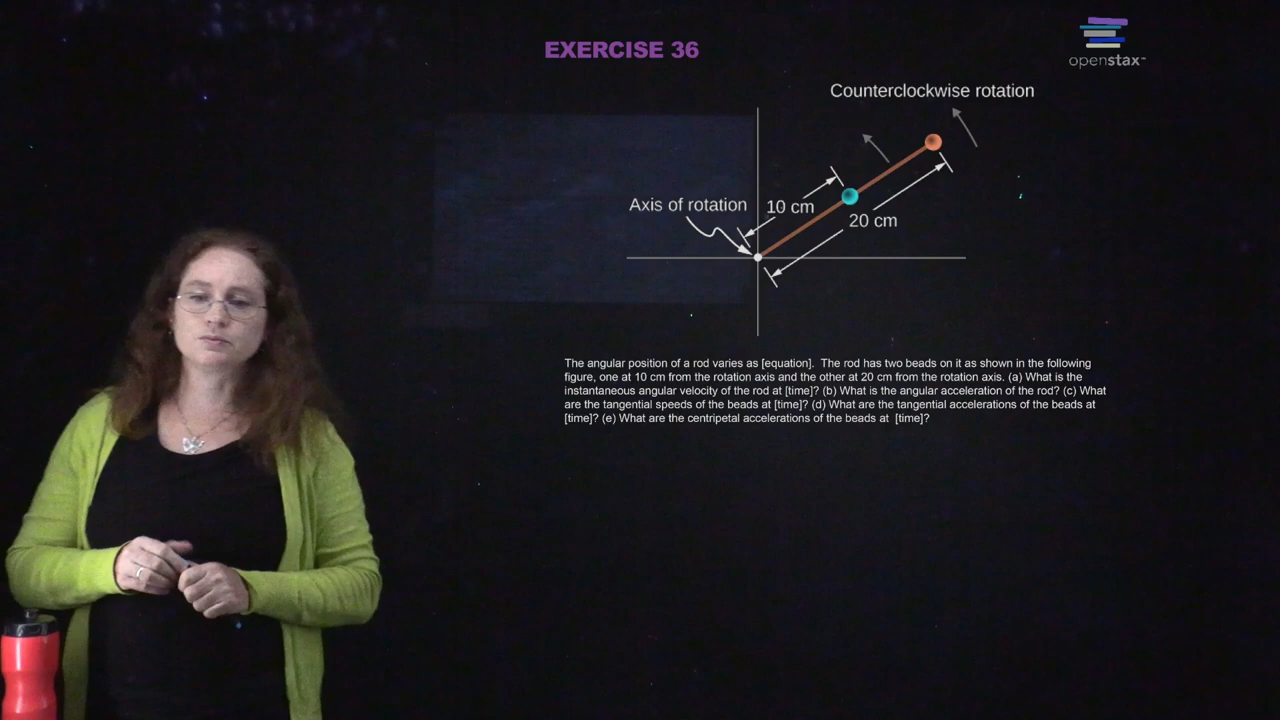 EXERCISE 36
openstax™
Counterclockwise rotation
Axis of rotation
10 cm
20 cm
The angular position of a rod varies as [equation].  The rod has two beads on it as shown in the following
figure, one at 10 cm from the rotation axis and the other at 20 cm from the rotation axis. (a) What is the
instantaneous angular velocity of the rod at [time]? (b) What is the angular acceleration of the rod? (c) What
are the tangential speeds of the beads at [time]? (d) What are the tangential accelerations of the beads at
[time]? (e) What are the centripetal accelerations of the beads at  [time]?